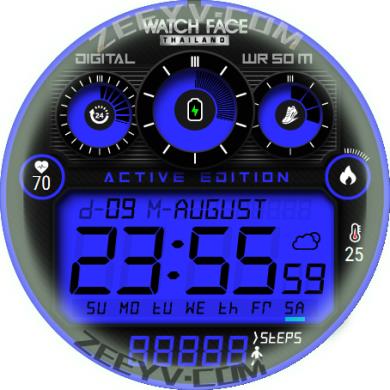 ZEEYV-COM
WATCH FACE
THAILAND
DIGITAL WR 50 M
24
70
ACTIVE EDITION
d-09 M-AUGUST
23:55 59
25
SU MO tU WE th Fr SA
STEPS
ZEEYV-COM